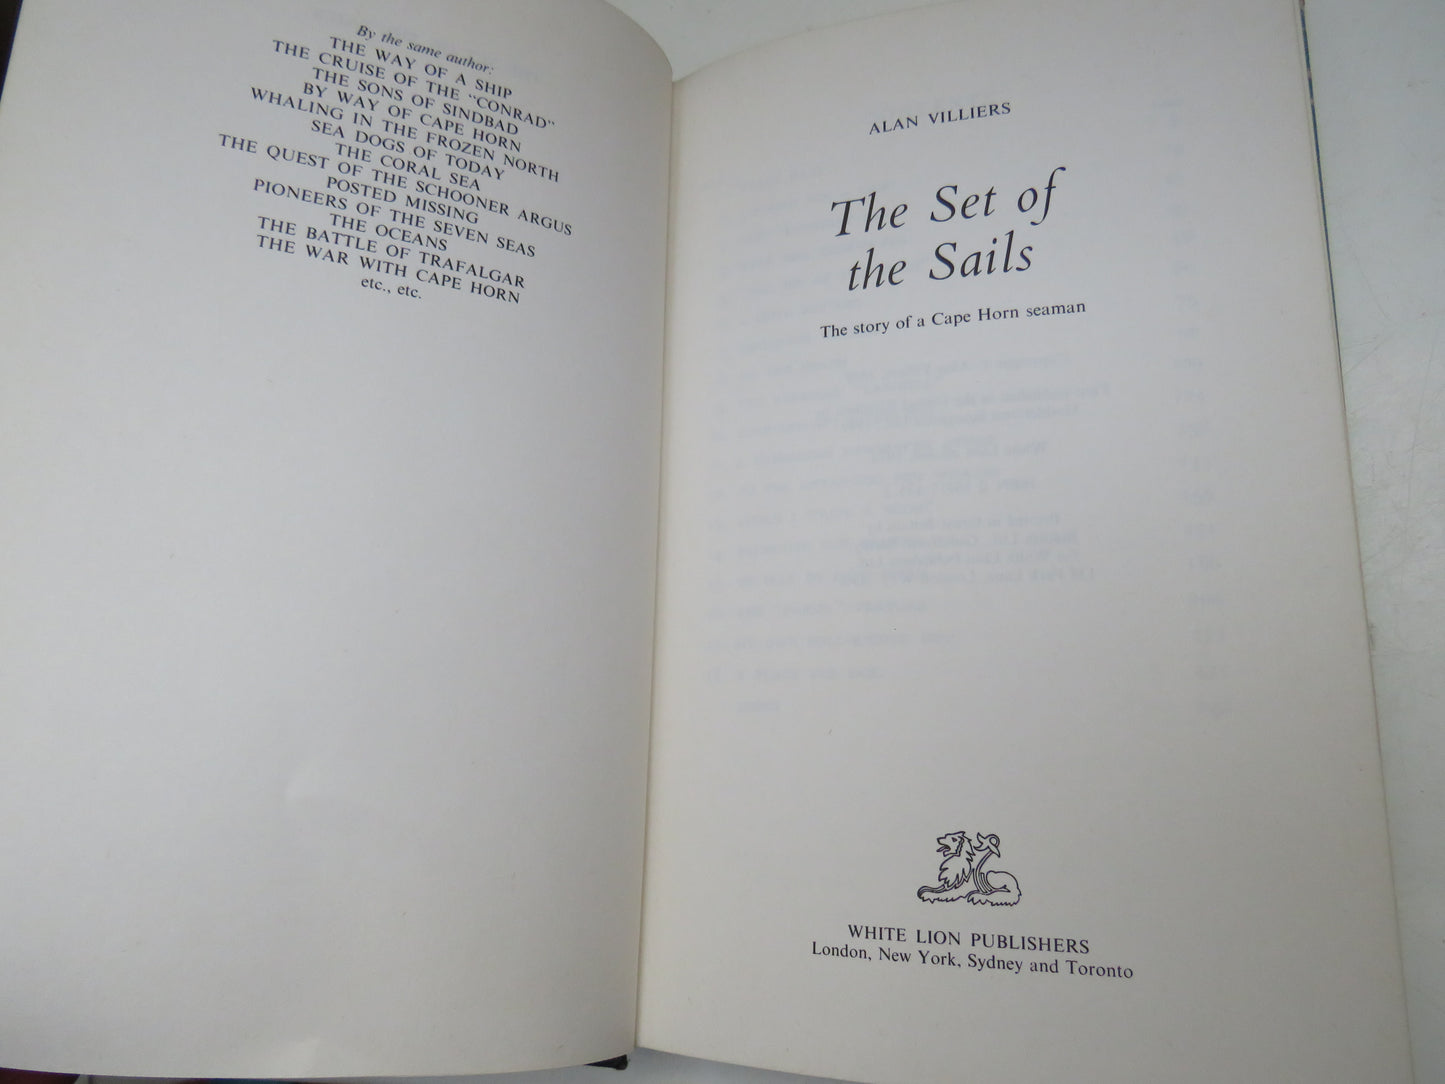 By the same author:
THE WAY OF A SHIP
THE CRUISE OF THE "CONRAD"
THE SONS OF SINDBAD
BY WAY OF CAPE HORN
WHALING IN THE FROZEN NORTH
SEA DOGS OF TODAY
THE CORAL SEA
THE QUEST OF THE SCHOONER ARGUS
POSTED MISSING
PIONEERS OF THE SEVEN SEAS
THE OCEANS
THE BATTLE OF TRAFALGAR
THE WAR WITH CAPE HORN
etc., etc.
ALAN VILLIERS
The Set of
the Sails
The story of a Cape Horn seaman
WHITE LION PUBLISHERS
London, New York, Sydney and Toronto